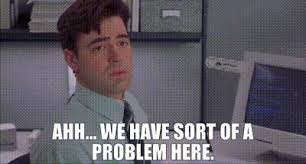 AHH... WE HAVE SORT OF A
PROBLEM HERE.